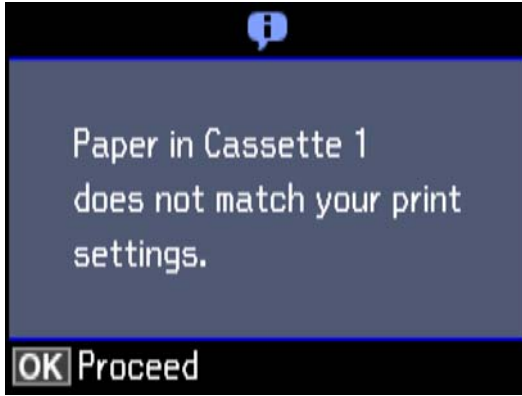 Paper in Cassette 1
does not match your print
settings.
OK Proceed